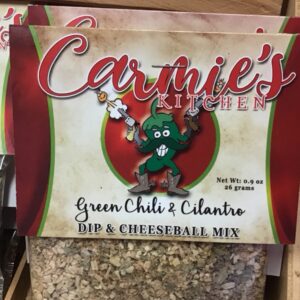 Carmie's
KITCHEN
Net Wt: 0.9 oz
26 grams
Green Chili & Cilantro
DIP & CHEESEBALL MIX